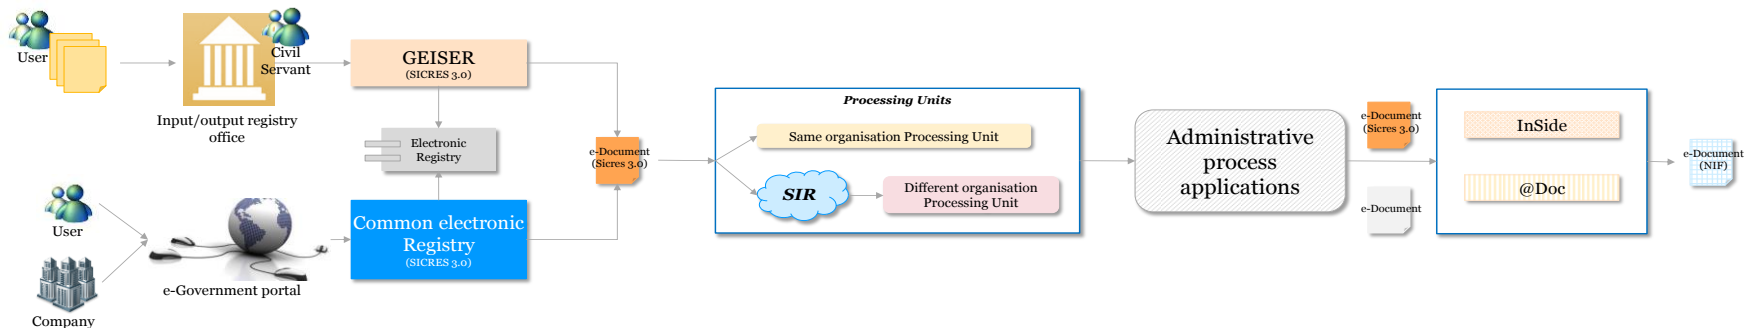 User
Civil
Servant
Input/output registry
office
GEISER
(SICRES 3.0)
Electronic
Registry
User
Company
e-Government portal
Common electronic
Registry
(SICRES 3.0)
e-Document
(Sicres 3.0)
Processing Units
Same organisation Processing Unit
SIR
Different organisation
Processing Unit
Administrative
process
applications
e-Document
(Sicres 3.0)
e-Document
InSide
@Doc
e-Document
(NIF)